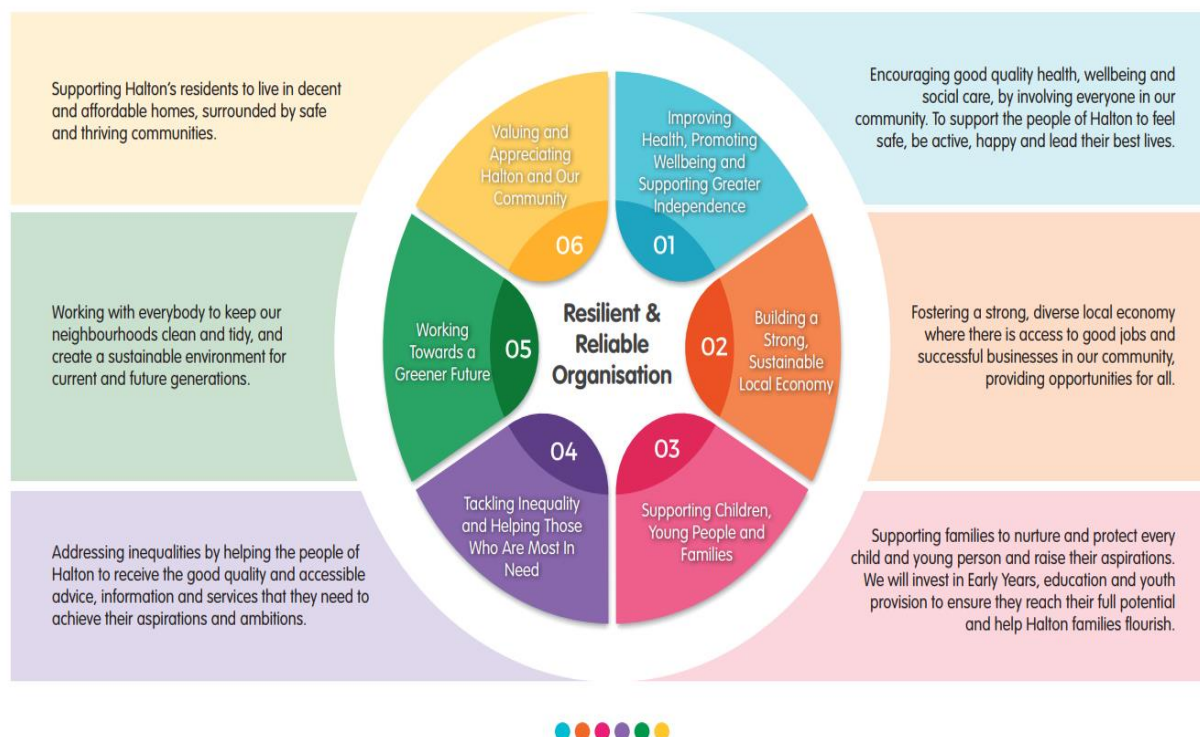 Supporting Halton's residents to live in decent
and affordable homes, surrounded by safe
and thriving communities.
Encouraging good quality health, wellbeing and
social care, by involving everyone in our
community. To support the people of Halton to feel
safe, be active, happy and lead their best lives.
Valuing and
Appreciating
Halton and Our
Community
06
Improving
Health, Promoting
Wellbeing and
Supporting Greater
Independence
01
Working with everybody to keep our
neighbourhoods clean and tidy, and
create a sustainable environment for
current and future generations.
Working
Towards a
Greener Future
05
Resilient &
Reliable
Organisation
02
Building a
Strong,
Sustainable
Local Economy
Fostering a strong, diverse local economy
where there is access to good jobs and
successful businesses in our community,
providing opportunities for all.
04
Tackling Inequality
and Helping Those
Who Are Most In
Need
03
Supporting Children,
Young People and
Families
Addressing inequalities by helping the people of
Halton to receive the good quality and accessible
advice, information and services that they need to
achieve their aspirations and ambitions.
Supporting families to nurture and protect every
child and young person and raise their aspirations.
We will invest in Early Years, education and youth
provision to ensure they reach their full potential
and help Halton families flourish.